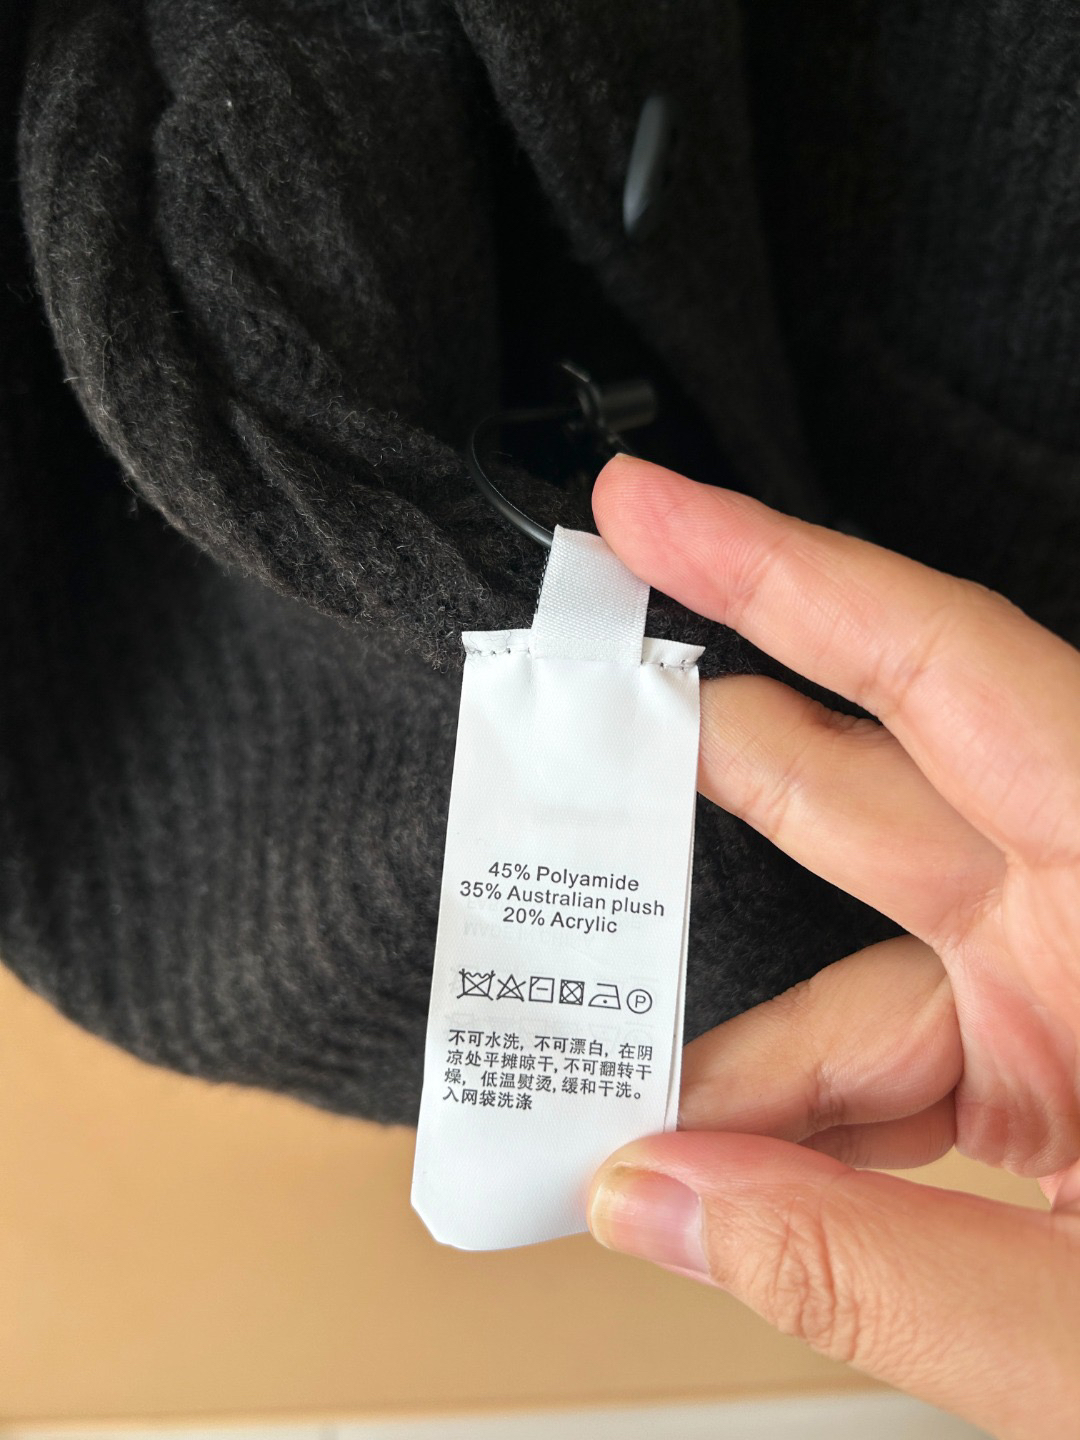 45% Polyamide
35% Australian plush
20% Acrylic
P
不可水洗, 不可漂白, 在阴
凉处平摊晾干, 不可翻转干
燥, 低温熨烫, 缓和干洗。
入网袋洗涤